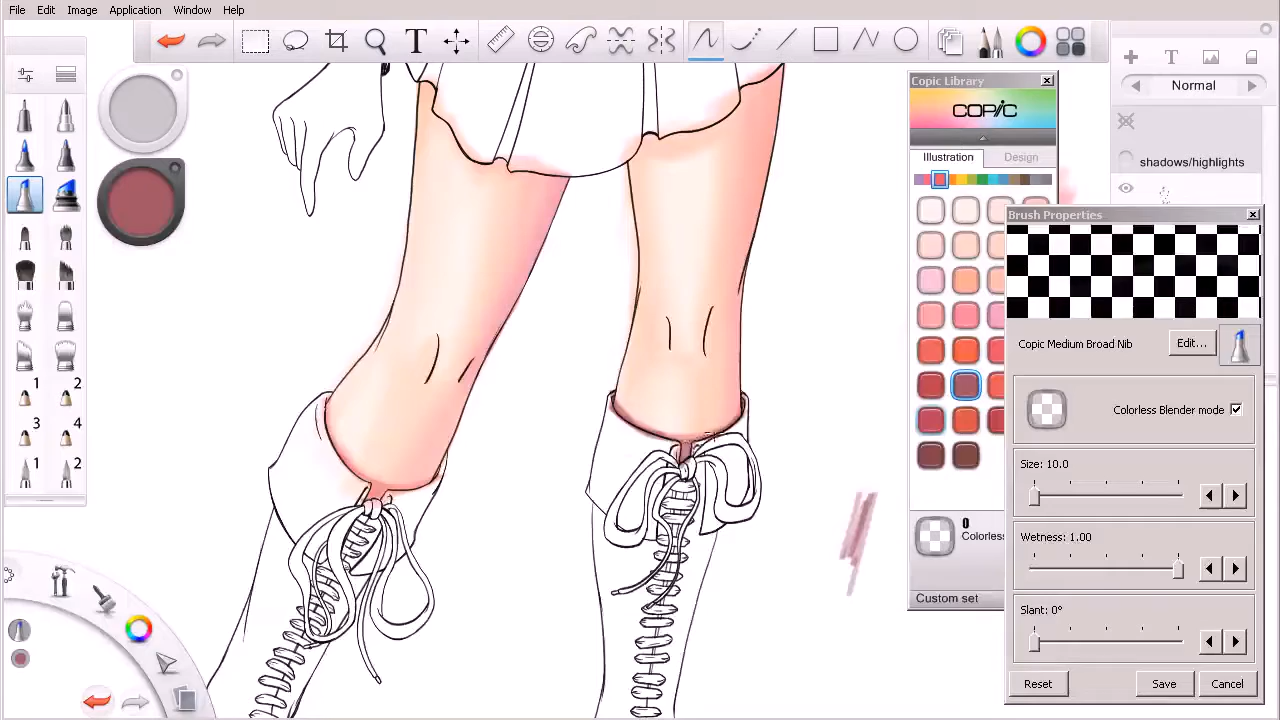 File Edit Image Application Window Help
Normal
shadows/highlights
Copic Library
COPIC
Illustration Design
Brush Properties
Copic Medium Broad Nib Edit...
Colorless Blender mode
Size: 10.0
Wetness: 1.00
Slant: 0°
Reset Save Cancel
0
Colorless
Custom set
1 2
3 4
1 2